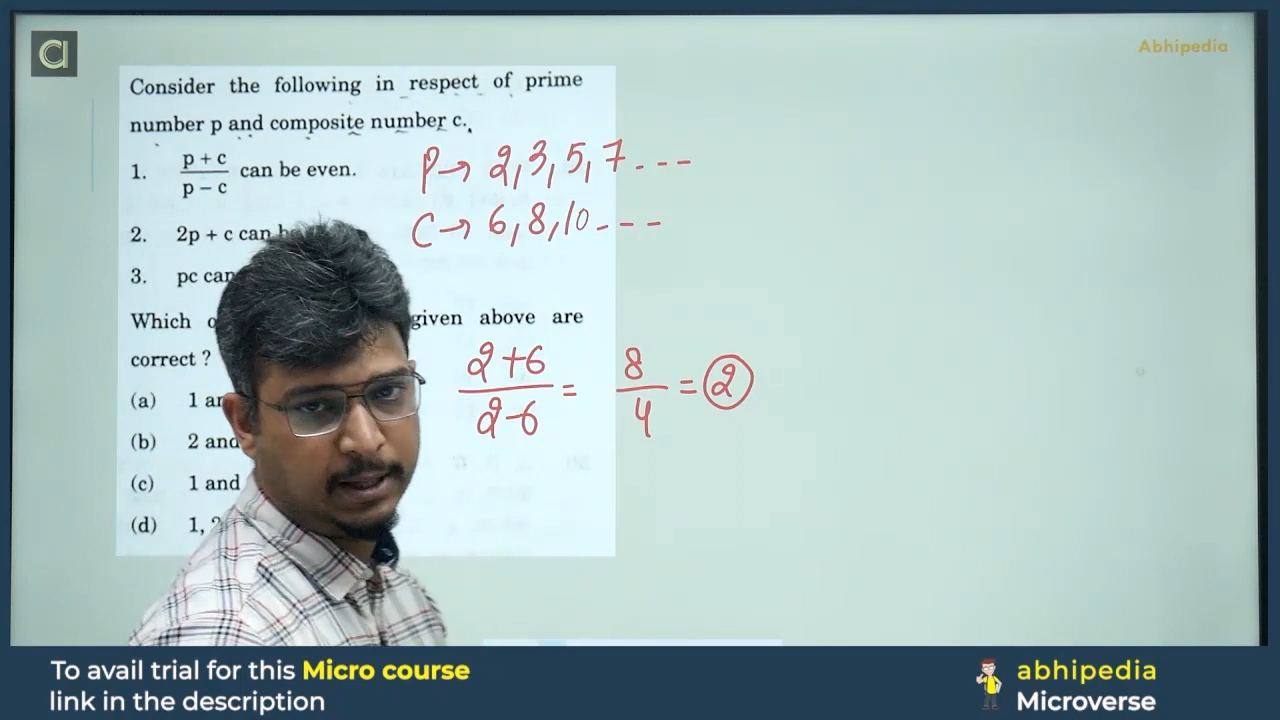 Abhipedia
Consider the following in respect of prime
number p and composite number c.
1. p + c / p − c can be even.
P → 2, 3, 5, 7 - - -
2. 2p + c can
C → 6, 8, 10 - - -
3. pc can
Which given above are
correct ?
2+6 / 2-6 = 8 / 4 = 2
(a) 1
(b) 2 and
(c) 1 and
(d) 1,
To avail trial for this Micro course
link in the description
abhipedia
Microverse